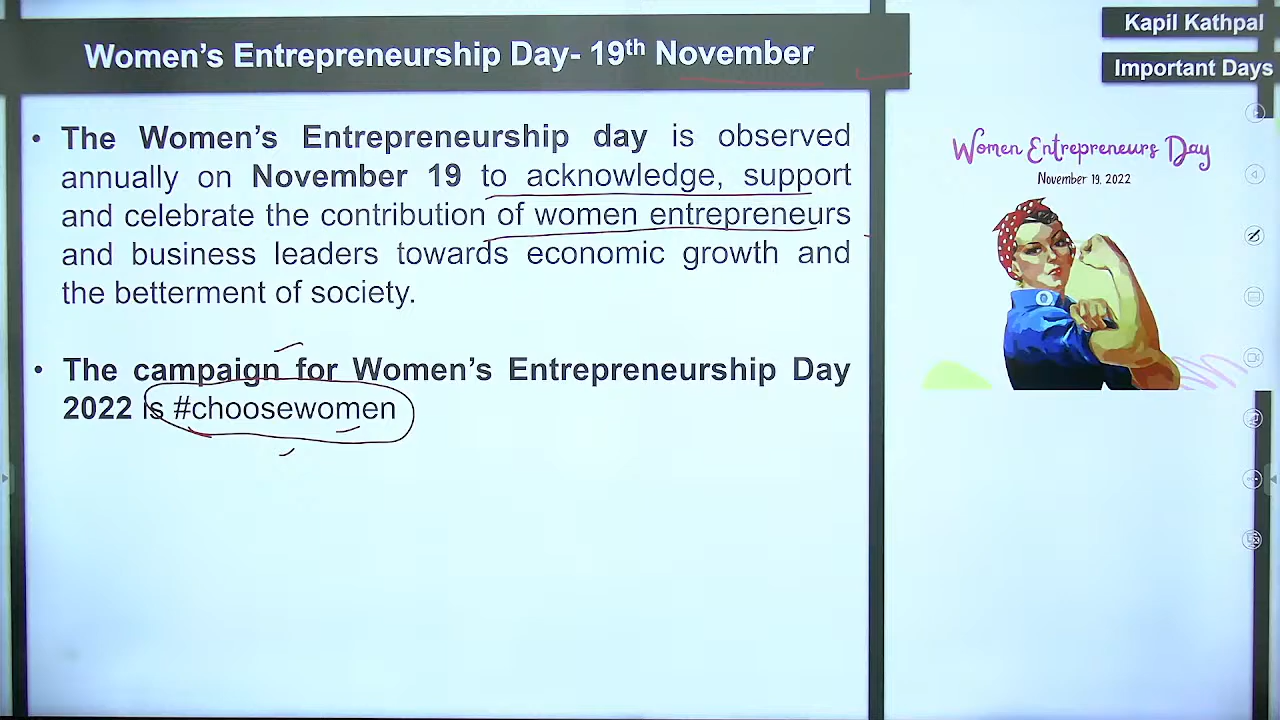 Women's Entrepreneurship Day- 19th November
Kapil Kathpal
Important Days
• The Women's Entrepreneurship day is observed
annually on November 19 to acknowledge, support
and celebrate the contribution of women entrepreneurs
and business leaders towards economic growth and
the betterment of society.
• The campaign for Women's Entrepreneurship Day
2022 is #choosewomen
Women Entrepreneurs Day
November 19, 2022